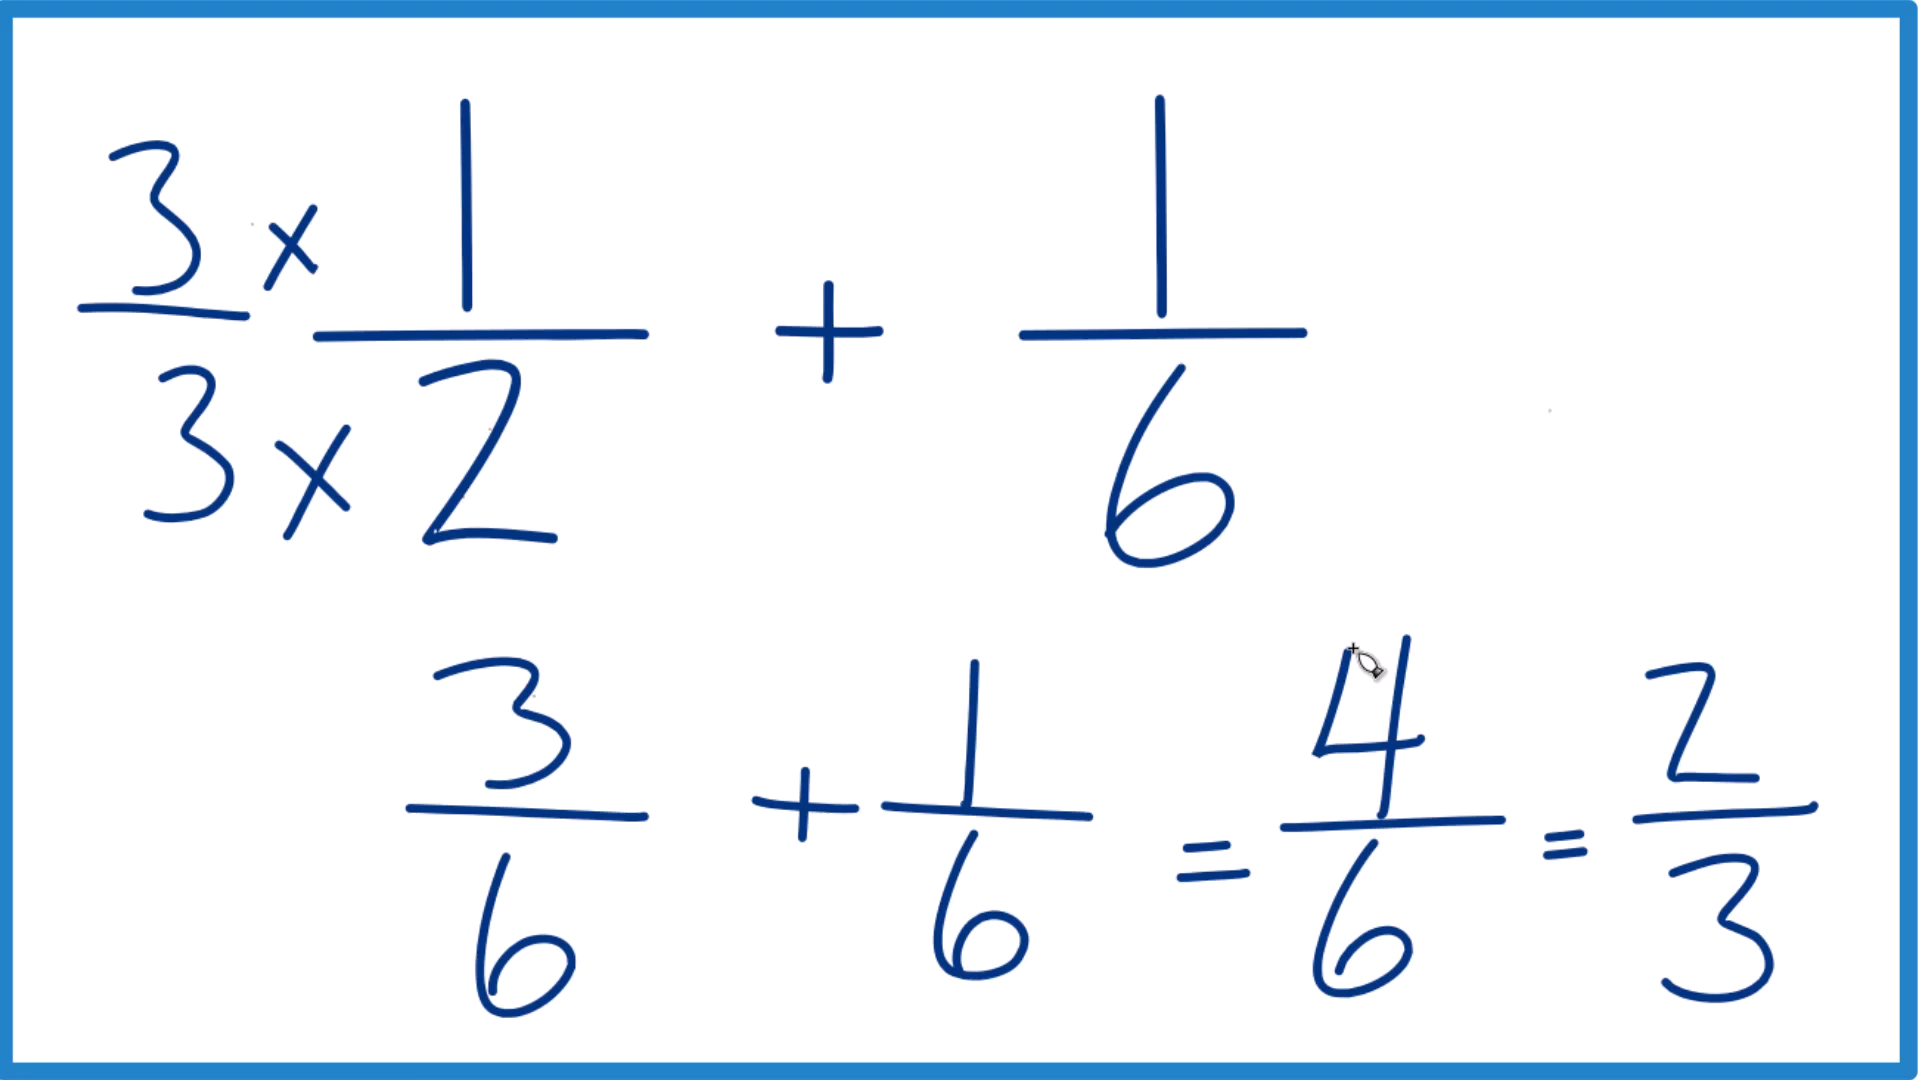 3/3 × 1/2 + 1/6
3/6 + 1/6 = 4/6 = 2/3